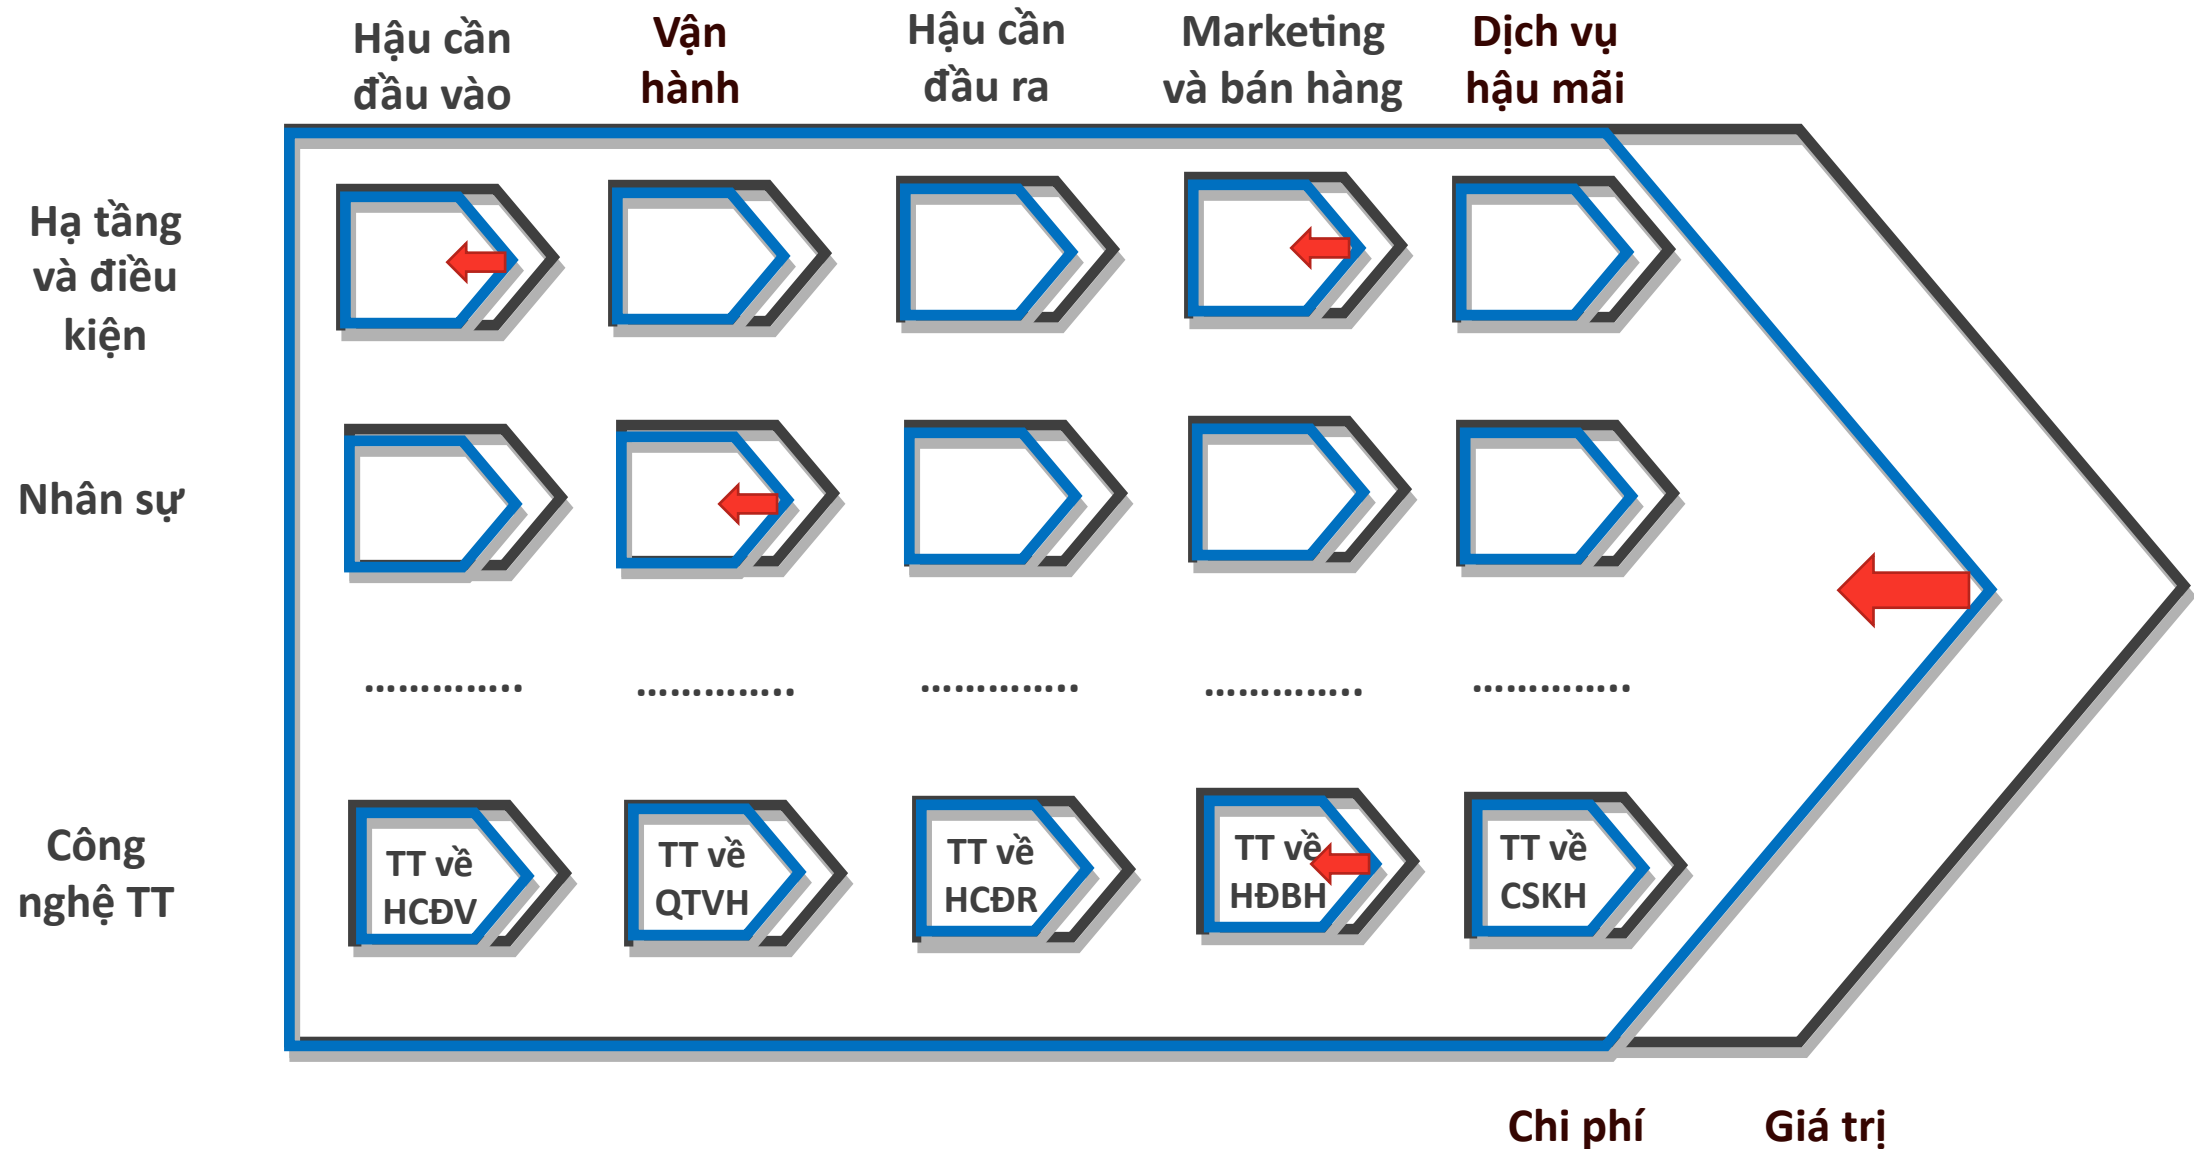 Hậu cần
đầu vào
Vận
hành
Hậu cần
đầu ra
Marketing
và bán hàng
Dịch vụ
hậu mãi
Hạ tầng
và điều
kiện
Nhân sự
..............
..............
..............
..............
..............
Công
nghệ TT
TT về
HCĐV
TT về
QTVH
TT về
HCĐR
TT về
HĐBH
TT về
CSKH
Chi phí
Giá trị